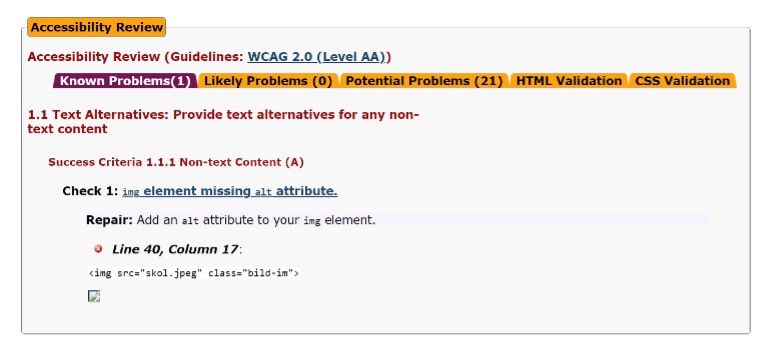 Accessibility Review
Accessibility Review (Guidelines: WCAG 2.0 (Level AA))
Known Problems(1) Likely Problems (0) Potential Problems (21) HTML Validation CSS Validation
1.1 Text Alternatives: Provide text alternatives for any non-
text content
Success Criteria 1.1.1 Non-text Content (A)
Check 1: img element missing alt attribute.
Repair: Add an alt attribute to your img element.
Line 40, Column 17:
<img src="skol.jpeg" class="bild-im">